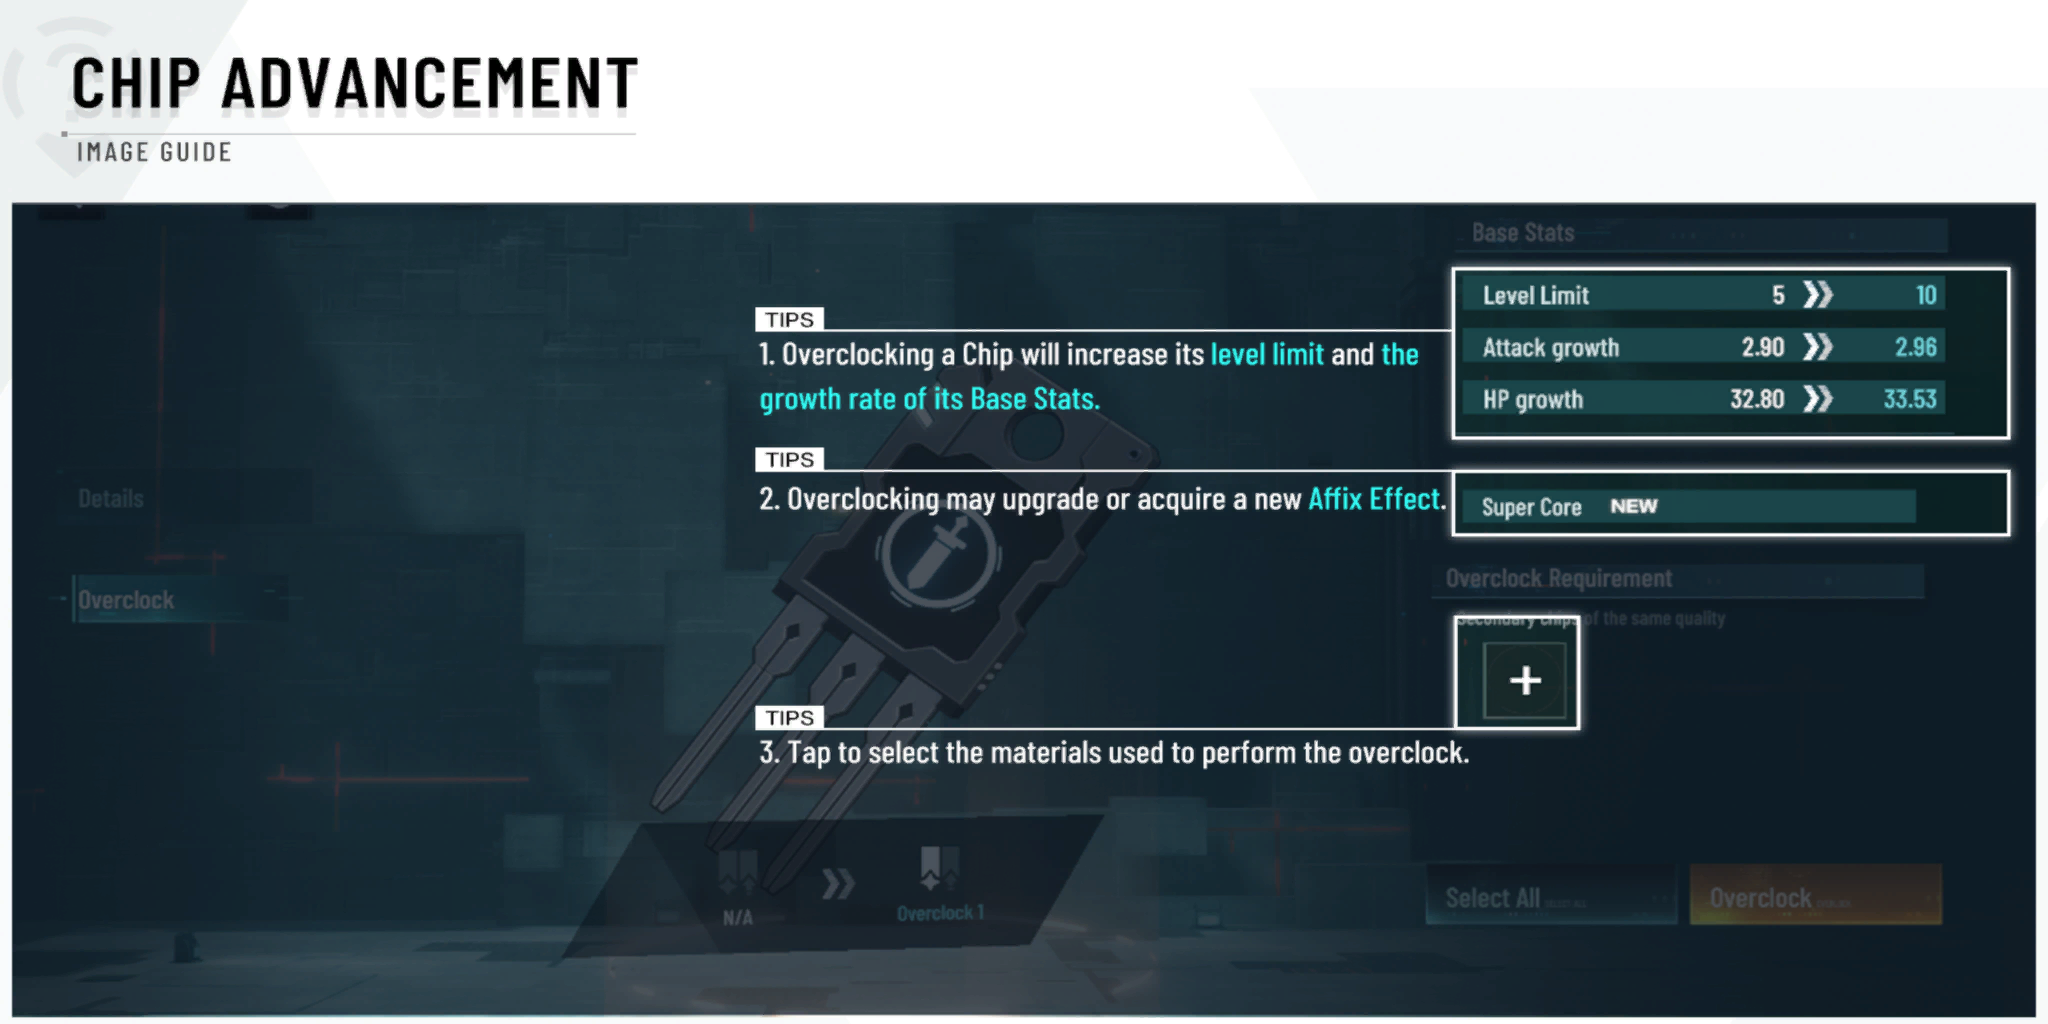 CHIP ADVANCEMENT
IMAGE GUIDE
Base Stats
Level Limit 5 10
Attack growth 2.90 2.96
HP growth 32.80 33.53
TIPS
1. Overclocking a Chip will increase its level limit and the
growth rate of its Base Stats.
TIPS
2. Overclocking may upgrade or acquire a new Affix Effect.
Super Core NEW
Details
Overclock
Overclock Requirement
Secondary chips of the same quality
TIPS
3. Tap to select the materials used to perform the overclock.
N/A
Overclock 1
Select All
Overclock